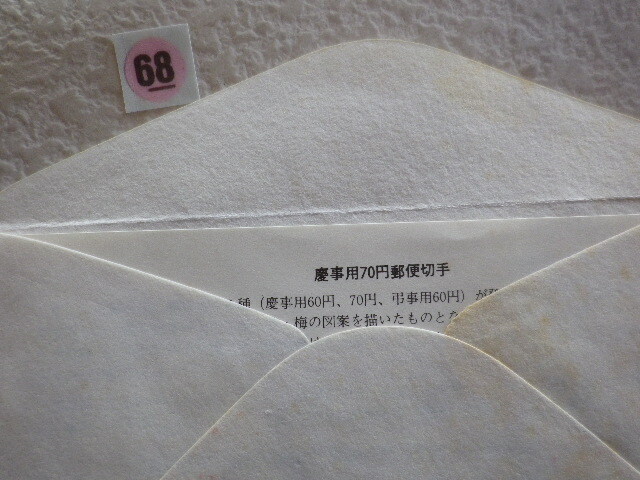 68
慶事用70円郵便切手
種（慶事用60円、70円、弔事用60円）が
梅の図案を描いたものとな